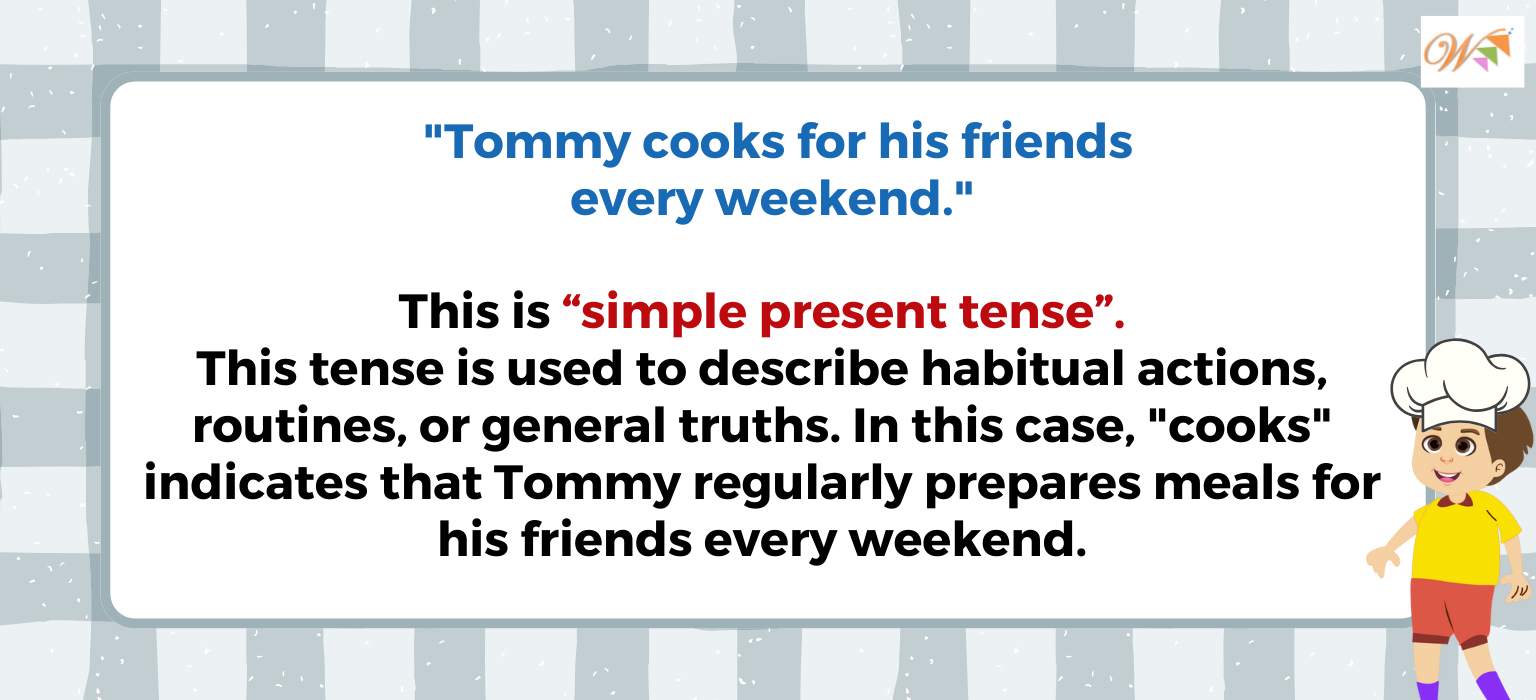 W
"Tommy cooks for his friends
every weekend."
This is “simple present tense”.
This tense is used to describe habitual actions,
routines, or general truths. In this case, "cooks"
indicates that Tommy regularly prepares meals for
his friends every weekend.